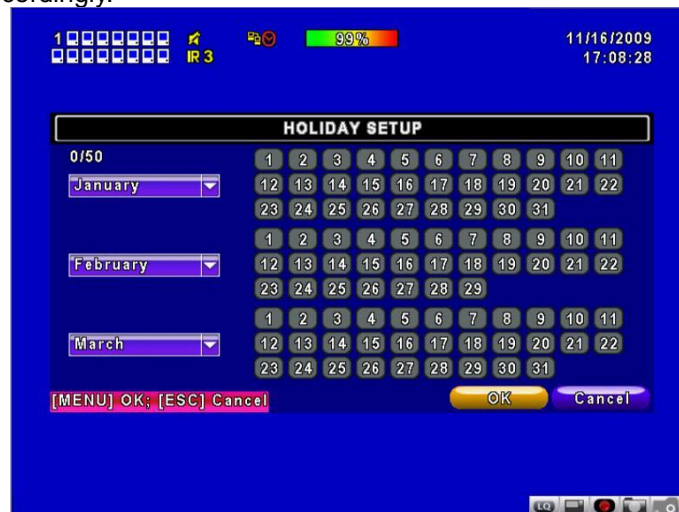 cordingly.
1 99% 11/16/2009
IR 3 17:08:28
HOLIDAY SETUP
0/50 1 2 3 4 5 6 7 8 9 10 11
January 12 13 14 15 16 17 18 19 20 21 22
23 24 25 26 27 28 29 30 31
1 2 3 4 5 6 7 8 9 10 11
February 12 13 14 15 16 17 18 19 20 21 22
23 24 25 26 27 28 29
1 2 3 4 5 6 7 8 9 10 11
March 12 13 14 15 16 17 18 19 20 21 22
23 24 25 26 27 28 29 30 31
[MENU] OK; [ESC] Cancel OK Cancel
LQ